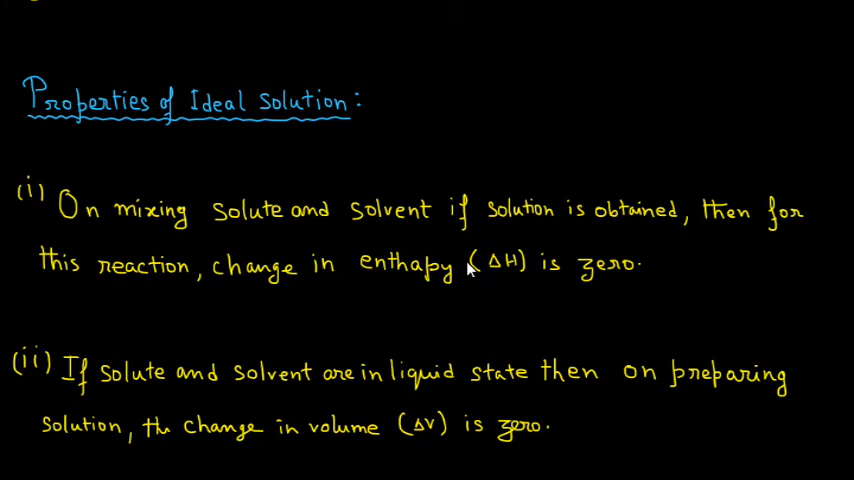 Properties of Ideal Solution:
(i) On mixing solute and solvent if solution is obtained, then for
this reaction, change in enthapy (ΔH) is zero.
(ii) If solute and solvent are in liquid state then on preparing
solution, the change in volume (ΔV) is zero.